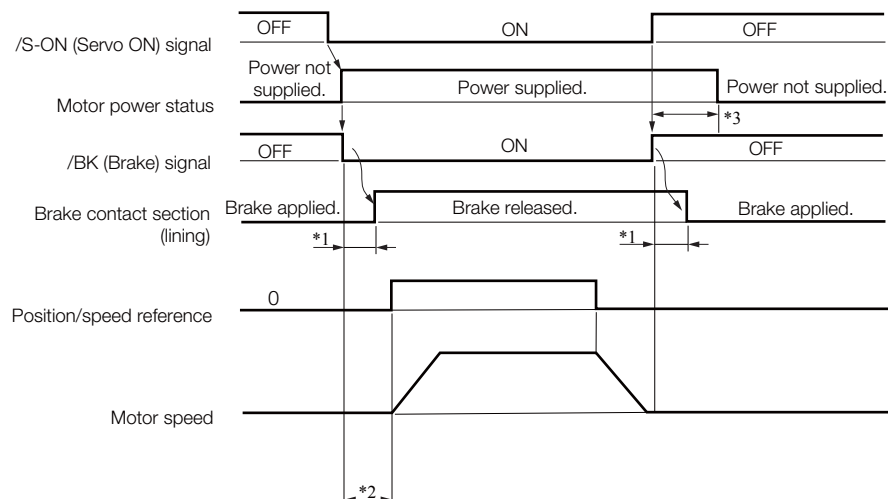 OFF ON OFF
/S-ON (Servo ON) signal
Power not supplied. Power supplied. Power not supplied.
Motor power status
*3
OFF ON OFF
/BK (Brake) signal
Brake applied. Brake released. Brake applied.
Brake contact section
(lining)
*1 *1
0
Position/speed reference
Motor speed
*2